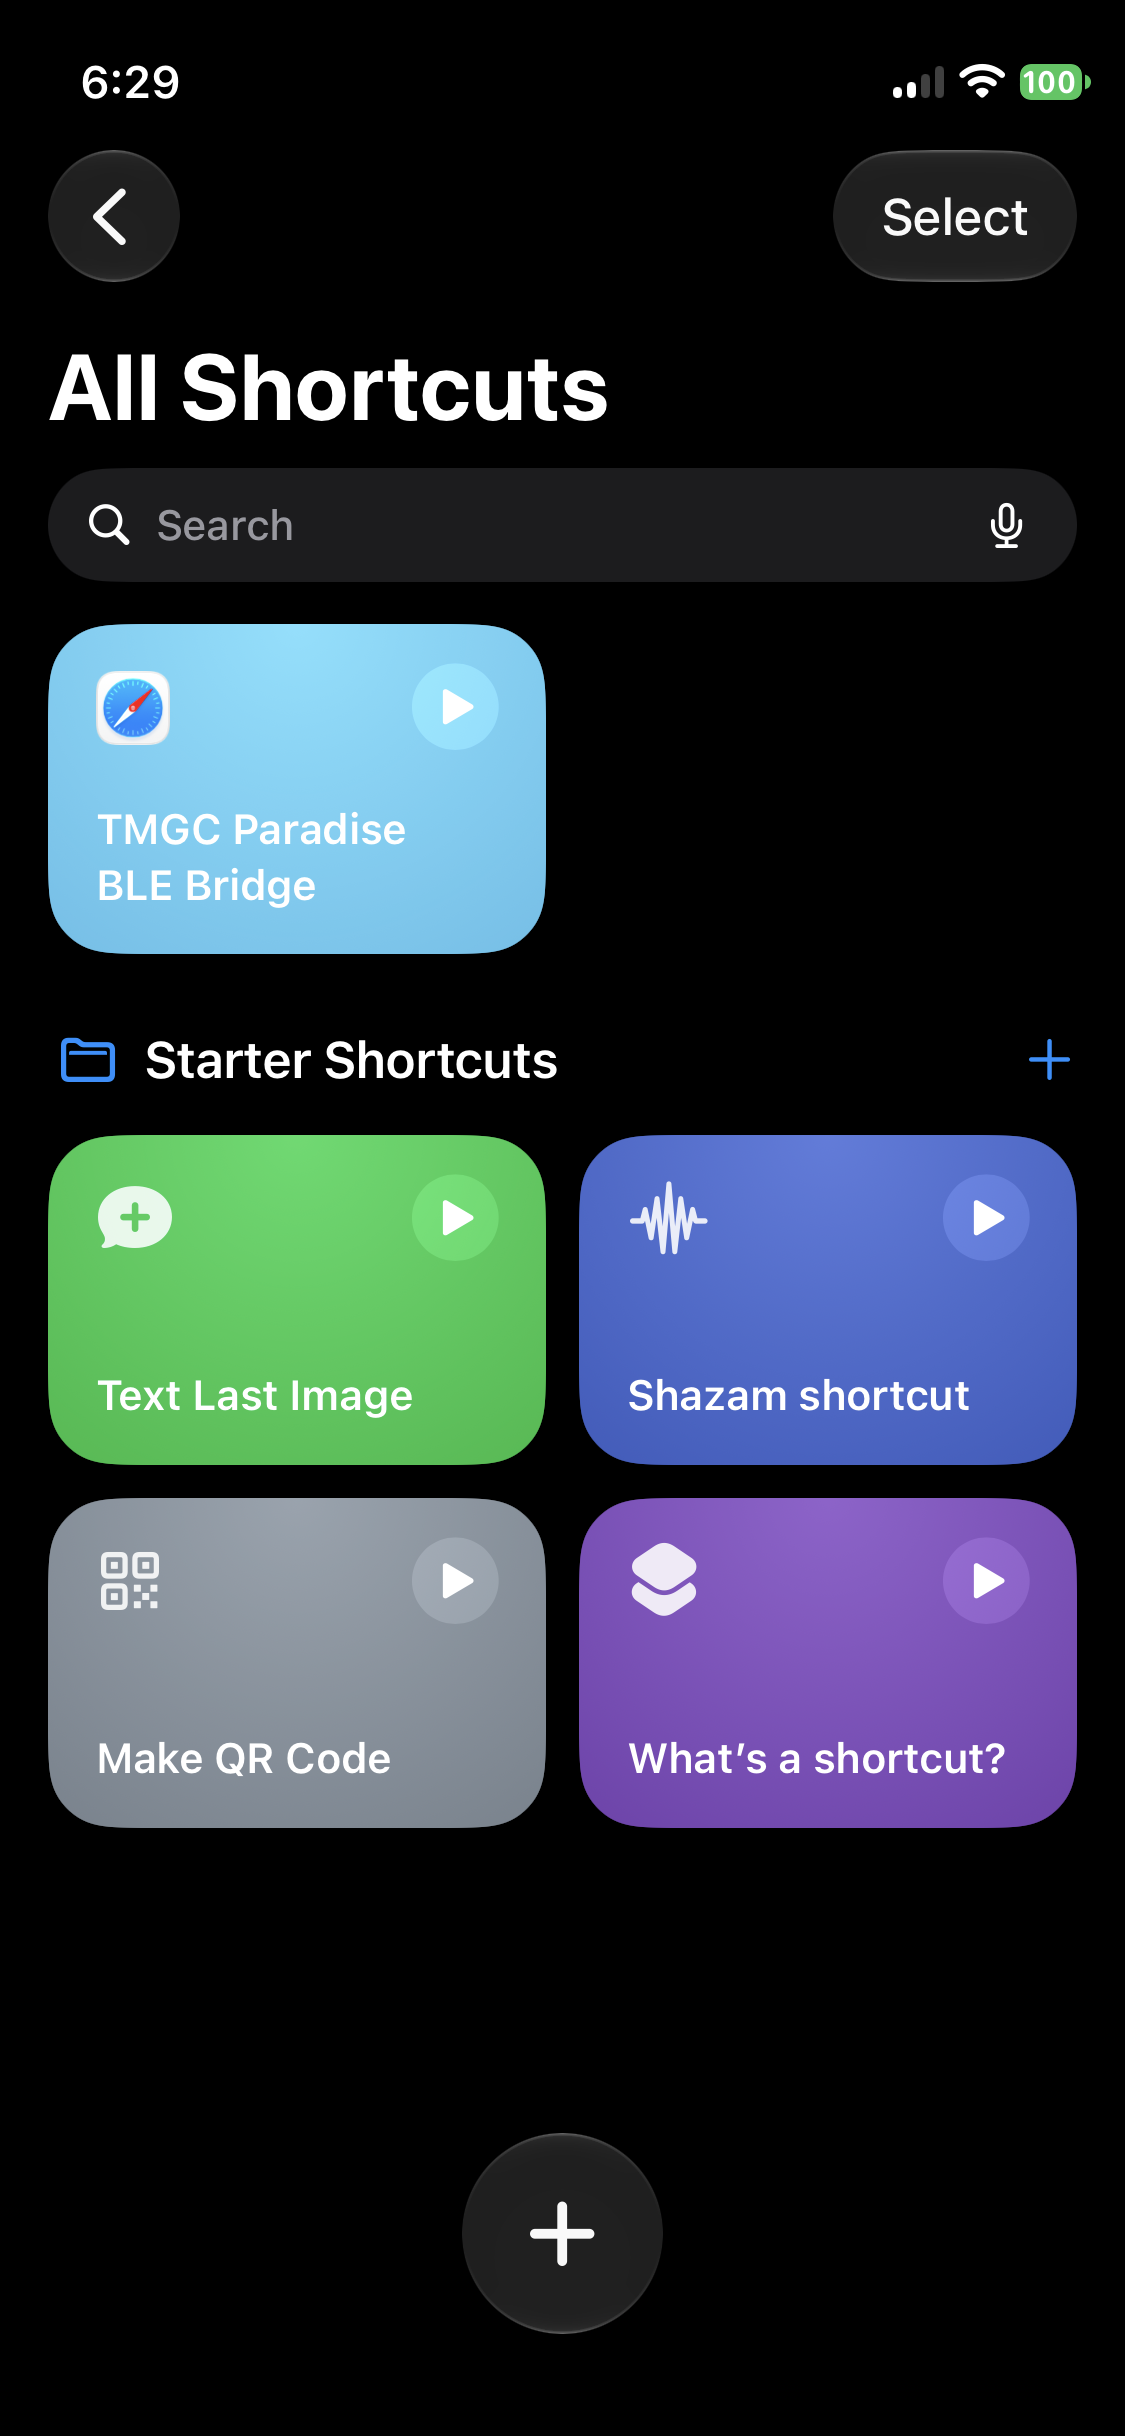 6:29
100
Select
All Shortcuts
Search
TMGC Paradise
BLE Bridge
Starter Shortcuts
Text Last Image
Shazam shortcut
Make QR Code
What’s a shortcut?